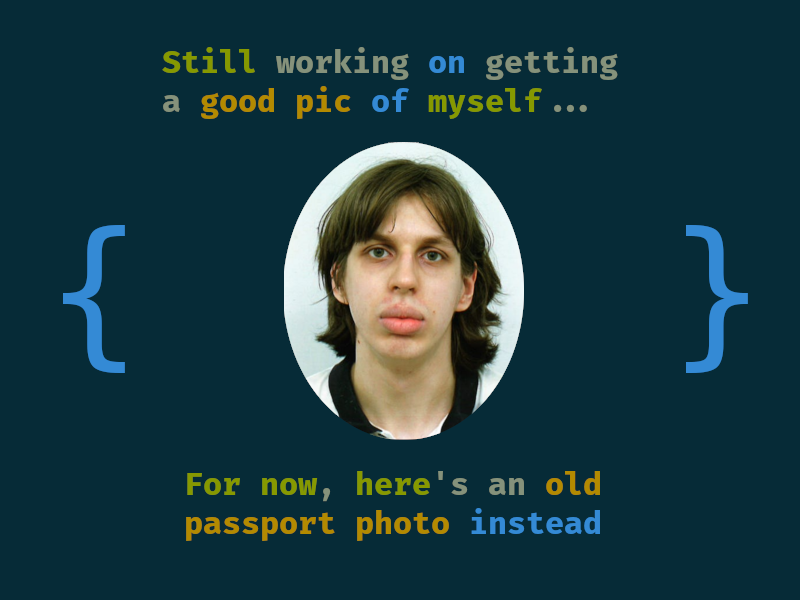 Still working on getting
a good pic of myself...
{ }
For now, here's an old
passport photo instead